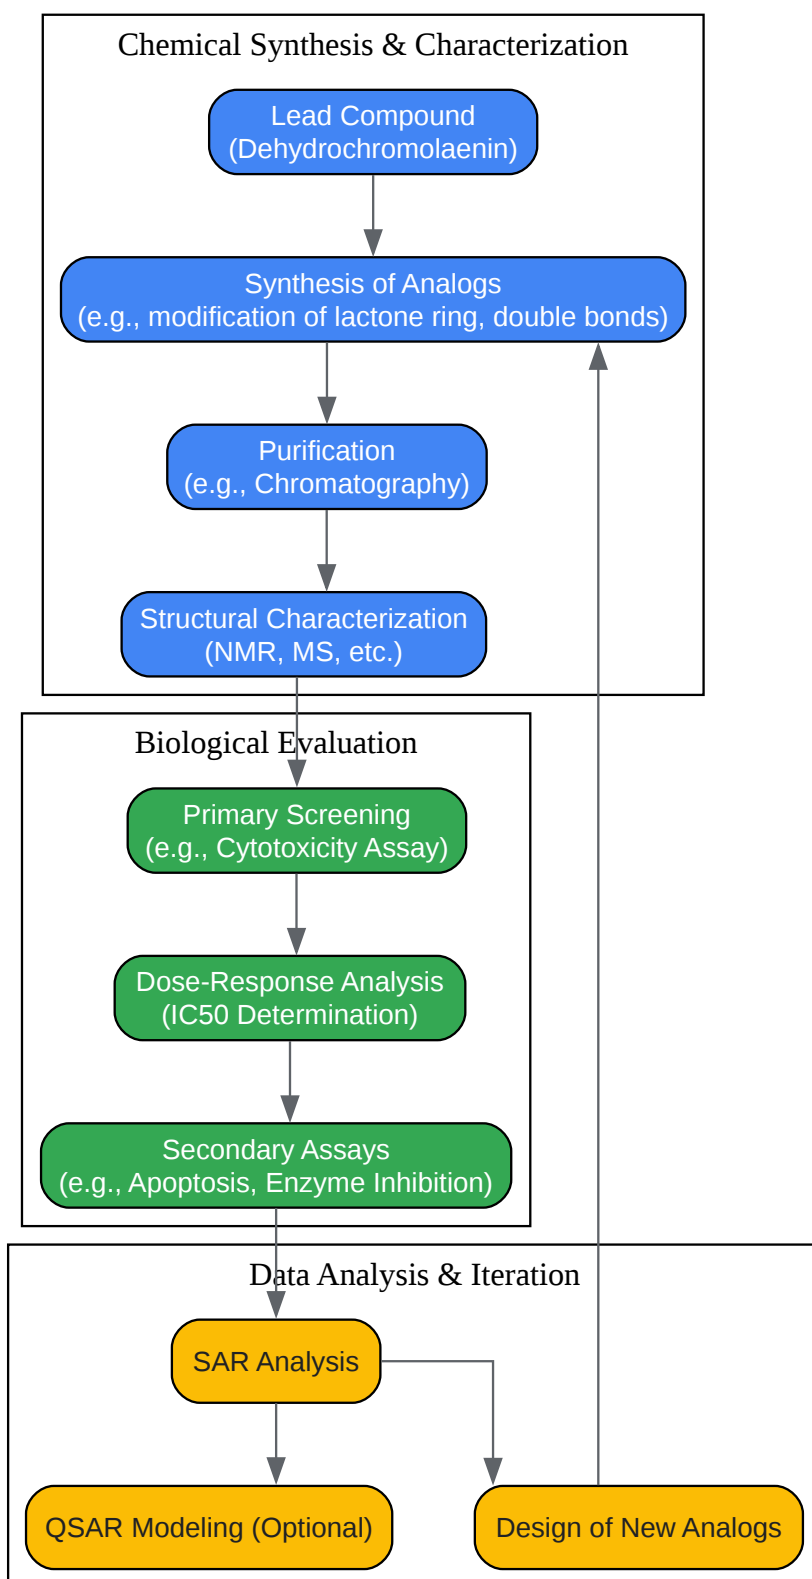 Chemical Synthesis & Characterization
Lead Compound
(Dehydrochromolaenin)
Synthesis of Analogs
(e.g., modification of lactone ring, double bonds)
Purification
(e.g., Chromatography)
Structural Characterization
(NMR, MS, etc.)
Biological Evaluation
Primary Screening
(e.g., Cytotoxicity Assay)
Dose-Response Analysis
(IC50 Determination)
Secondary Assays
(e.g., Apoptosis, Enzyme Inhibition)
Data Analysis & Iteration
SAR Analysis
QSAR Modeling (Optional)
Design of New Analogs